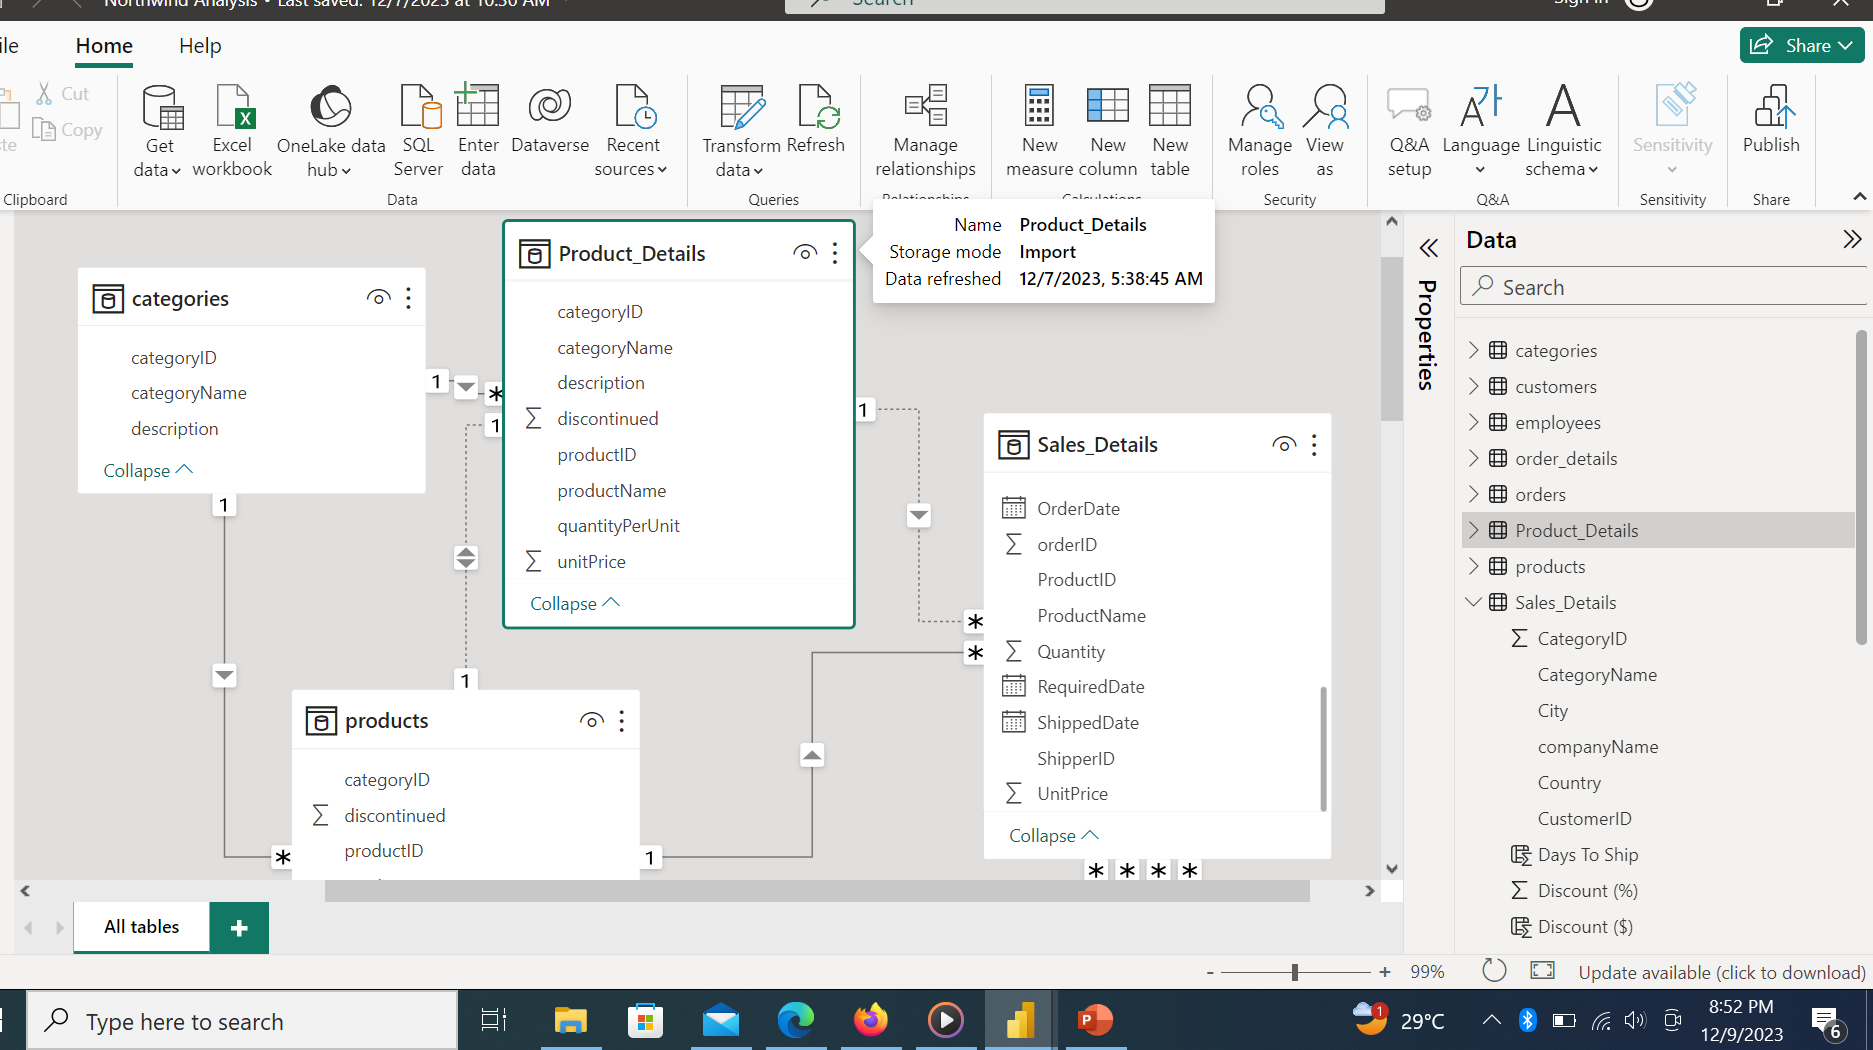 Northwind Analysis • Last saved: 12/7/2023 at 10:30 AM
Search
Sign in
ile
Home
Help
Share
Cut
Copy
ste
Clipboard
Get data
Excel workbook
OneLake data hub
SQL Server
Enter data
Dataverse
Recent sources
Data
Transform data
Refresh
Queries
Manage relationships
Relationships
New measure
New column
New table
Calculations
Manage roles
View as
Security
Q&A setup
Language
Linguistic schema
Q&A
Sensitivity
Sensitivity
Publish
Share
Name Product_Details
Storage mode Import
Data refreshed 12/7/2023, 5:38:45 AM
categories
categoryID
categoryName
description
Collapse
1
1
*
1
Product_Details
categoryID
categoryName
description
discontinued
productID
productName
quantityPerUnit
unitPrice
Collapse
1
1
*
*
products
categoryID
discontinued
productID
*
1
Sales_Details
OrderDate
orderID
ProductID
ProductName
Quantity
RequiredDate
ShippedDate
ShipperID
UnitPrice
Collapse
* * * *
Properties
Data
Search
categories
customers
employees
order_details
orders
Product_Details
products
Sales_Details
CategoryID
CategoryName
City
companyName
Country
CustomerID
Days To Ship
Discount (%)
Discount ($)
All tables
+
- + 99%
Update available (click to download)
Type here to search
1
29°C
8:52 PM
12/9/2023
6